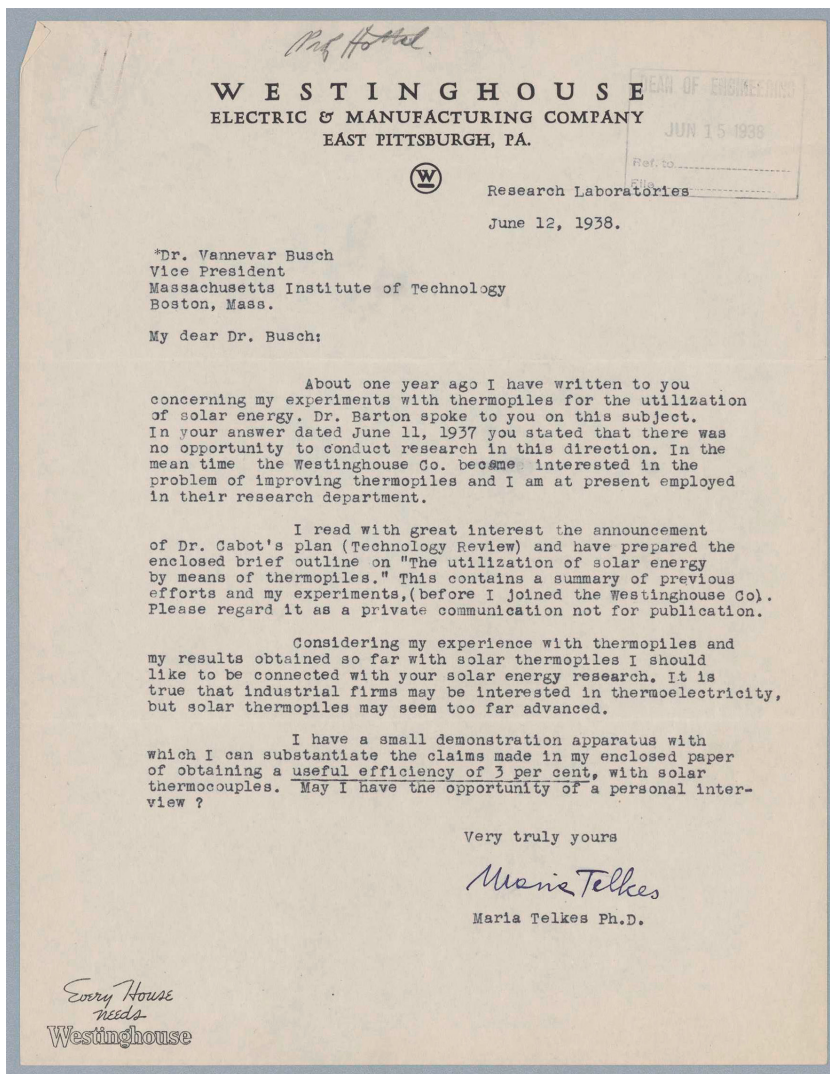 Prof Hottel.
WESTINGHOUSE
ELECTRIC & MANUFACTURING COMPANY
EAST PITTSBURGH, PA.
DEAN OF ENGINEERING
JUN 15 1938
Ref. to
File
W
Research Laboratories
June 12, 1938.
*Dr. Vannevar Busch
Vice President
Massachusetts Institute of Technology
Boston, Mass.
My dear Dr. Busch:
About one year ago I have written to you
concerning my experiments with thermopiles for the utilization
of solar energy. Dr. Barton spoke to you on this subject.
In your answer dated June 11, 1937 you stated that there was
no opportunity to conduct research in this direction. In the
mean time the Westinghouse Co. became interested in the
problem of improving thermopiles and I am at present employed
in their research department.
I read with great interest the announcement
of Dr. Cabot's plan (Technology Review) and have prepared the
enclosed brief outline on "The utilization of solar energy
by means of thermopiles." This contains a summary of previous
efforts and my experiments,(before I joined the Westinghouse Co).
Please regard it as a private communication not for publication.
Considering my experience with thermopiles and
my results obtained so far with solar thermopiles I should
like to be connected with your solar energy research. It is
true that industrial firms may be interested in thermoelectricity,
but solar thermopiles may seem too far advanced.
I have a small demonstration apparatus with
which I can substantiate the claims made in my enclosed paper
of obtaining a useful efficiency of 3 per cent, with solar
thermocouples. May I have the opportunity of a personal inter-
view ?
Very truly yours
Maria Telkes
Maria Telkes Ph.D.
Every House
needs
Westinghouse